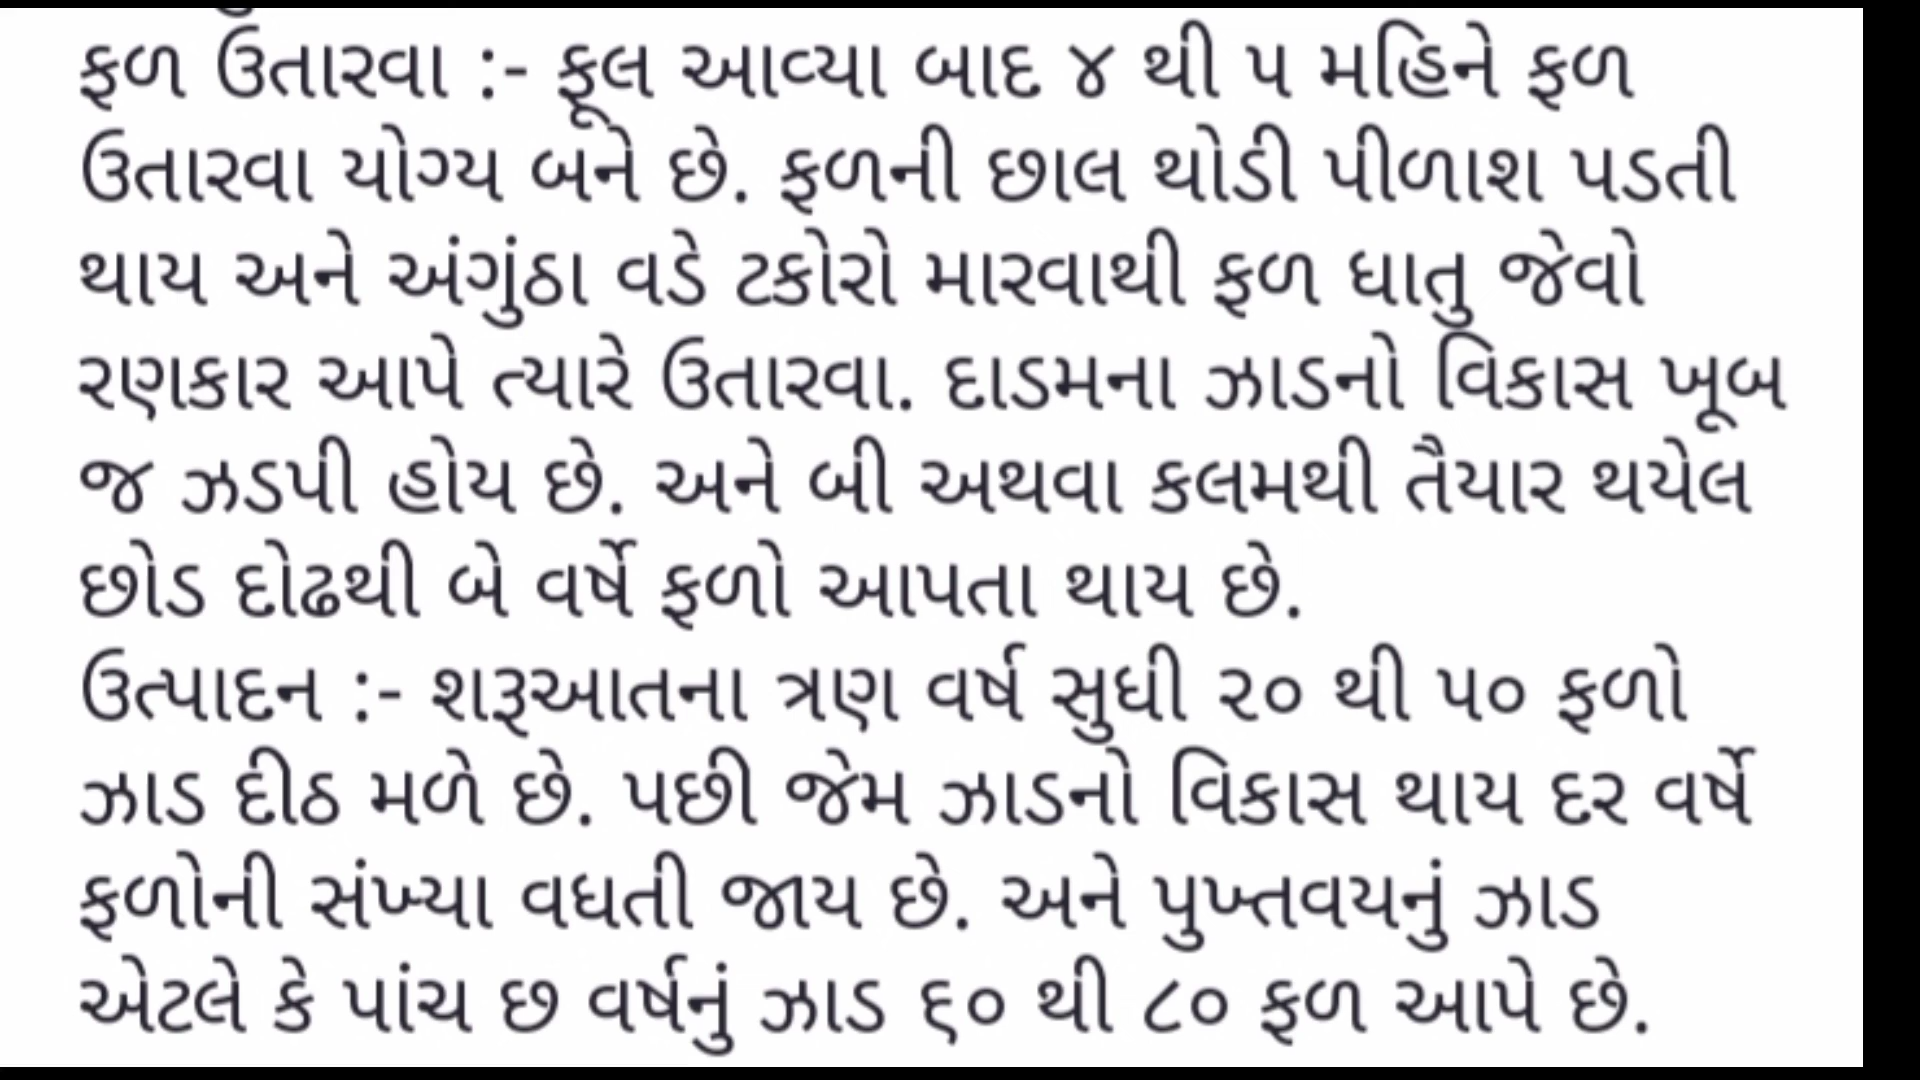 ફળ ઉતારવા :- ફૂલ આવ્યા બાદ ૪ થી ૫ મહિને ફળ
ઉતારવા યોગ્ય બને છે. ફળની છાલ થોડી પીળાશ પડતી
થાય અને અંગુંઠા વડે ટકોરો મારવાથી ફળ ધાતુ જેવો
રણકાર આપે ત્યારે ઉતારવા. દાડમના ઝાડનો વિકાસ ખૂબ
જ ઝડપી હોય છે. અને બી અથવા કલમથી તૈયાર થયેલ
છોડ દોઢથી બે વર્ષે ફળો આપતા થાય છે.
ઉત્પાદન :- શરૂઆતના ત્રણ વર્ષ સુધી ૨૦ થી ૫૦ ફળો
ઝાડ દીઠ મળે છે. પછી જેમ ઝાડનો વિકાસ થાય દર વર્ષે
ફળોની સંખ્યા વધતી જાય છે. અને પુખ્તવયનું ઝાડ
એટલે કે પાંચ છ વર્ષનું ઝાડ ૬૦ થી ૮૦ ફળ આપે છે.